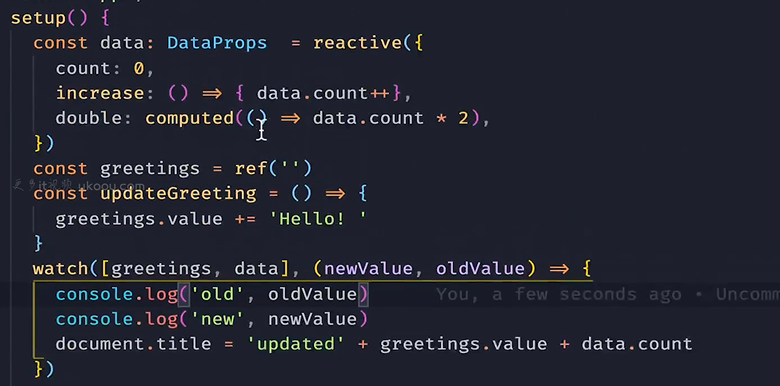 setup() {
const data: DataProps = reactive({
count: 0,
increase: () => { data.count++},
double: computed(() => data.count * 2),
})
const greetings = ref('')
const updateGreeting = () => {
greetings.value += 'Hello! '
}
watch([greetings, data], (newValue, oldValue) => {
console.log('old', oldValue) You, a few seconds ago • Uncomm
console.log('new', newValue)
document.title = 'updated' + greetings.value + data.count
})